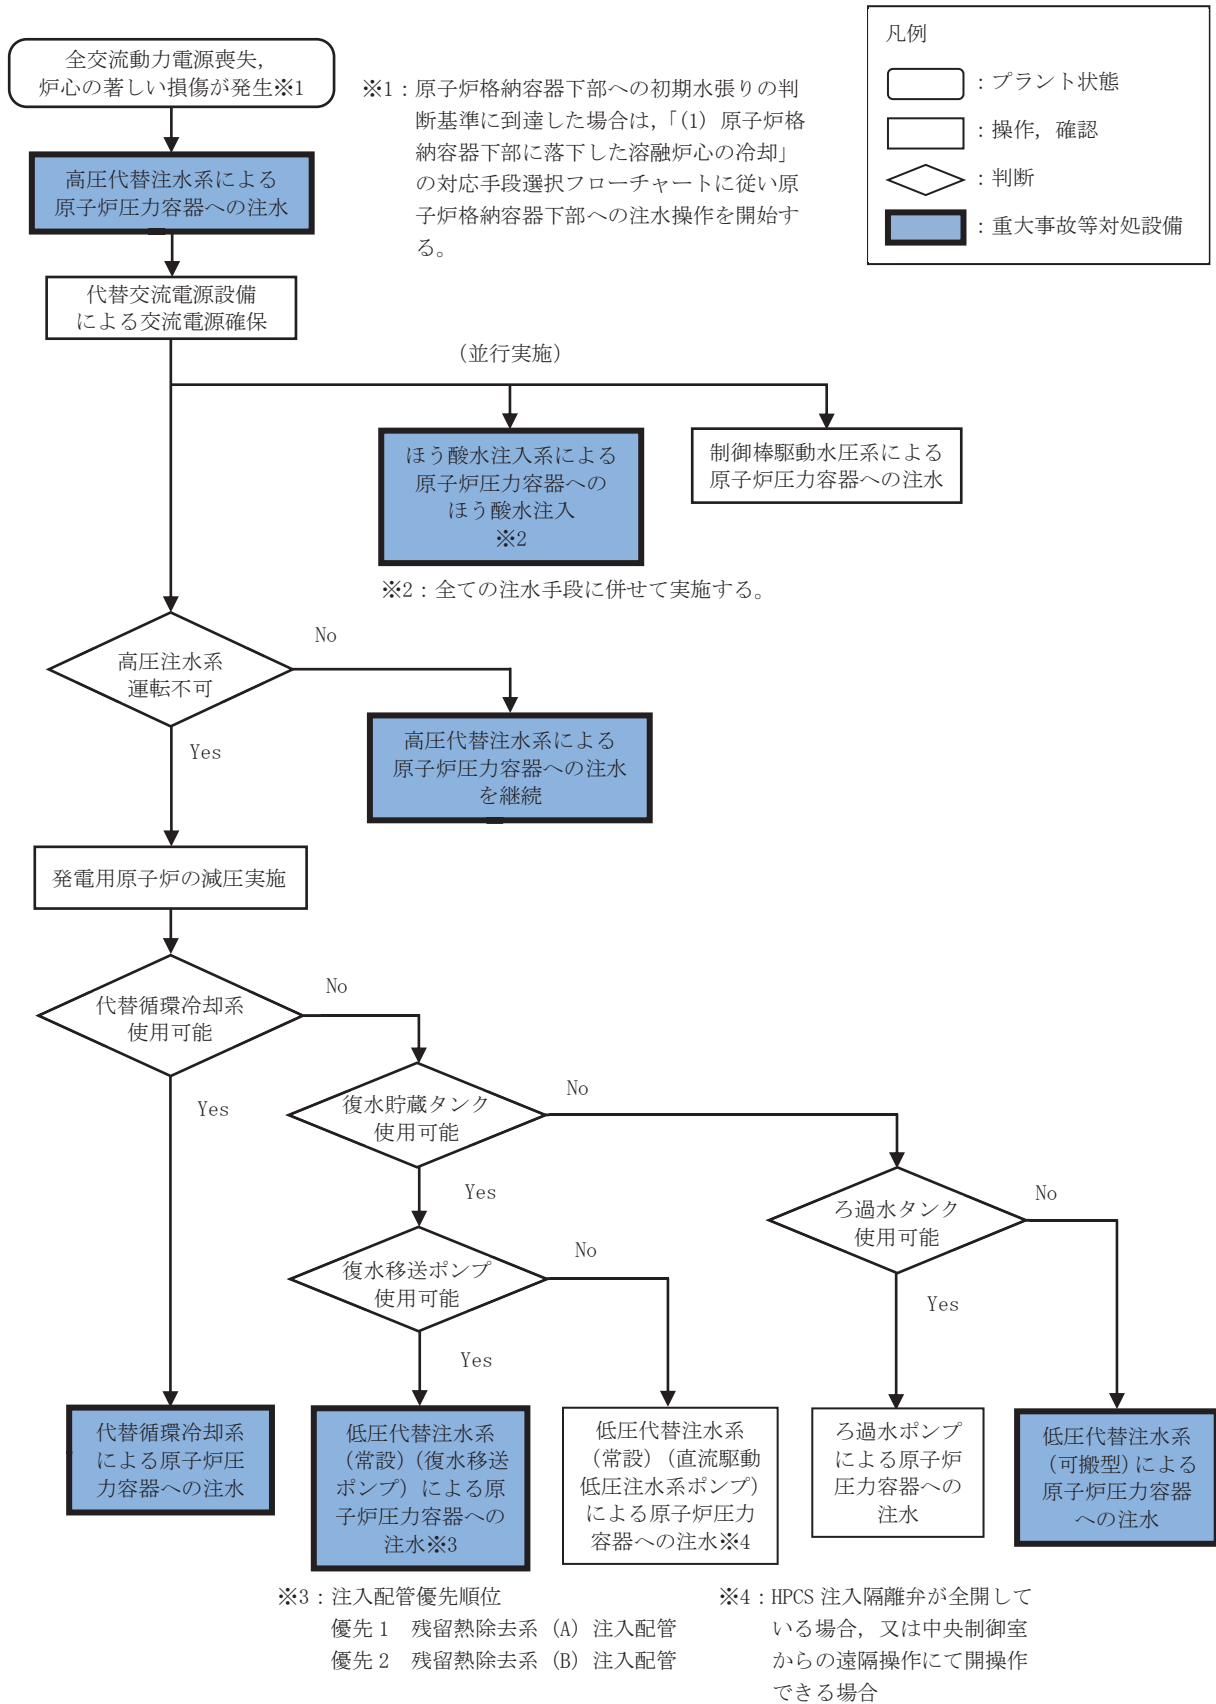 全交流動力電源喪失,
炉心の著しい損傷が発生※1
※1：原子炉格納容器下部への初期水張りの判
断基準に到達した場合は,「(1) 原子炉格
納容器下部に落下した溶融炉心の冷却」
の対応手段選択フローチャートに従い原
子炉格納容器下部への注水操作を開始す
る。
凡例
：プラント状態
：操作, 確認
：判断
：重大事故等対処設備
高圧代替注水系による
原子炉圧力容器への注水
代替交流電源設備
による交流電源確保
（並行実施）
ほう酸水注入系による
原子炉圧力容器への
ほう酸水注入
※2
制御棒駆動水圧系による
原子炉圧力容器への注水
※2：全ての注水手段に併せて実施する。
高圧注水系
運転不可
No
Yes
高圧代替注水系による
原子炉圧力容器への注水
を継続
発電用原子炉の減圧実施
代替循環冷却系
使用可能
No
Yes
復水貯蔵タンク
使用可能
No
Yes
ろ過水タンク
使用可能
No
Yes
復水移送ポンプ
使用可能
No
Yes
代替循環冷却系
による原子炉圧
力容器への注水
低圧代替注水系
（常設）（復水移送
ポンプ）による原
子炉圧力容器への
注水※3
低圧代替注水系
（常設）（直流駆動
低圧注水系ポンプ）
による原子炉圧力
容器への注水※4
ろ過水ポンプ
による原子炉
圧力容器への
注水
低圧代替注水系
（可搬型）による
原子炉圧力容器
への注水
※3：注入配管優先順位
優先 1　残留熱除去系 (A) 注入配管
優先 2　残留熱除去系 (B) 注入配管
※4：HPCS 注入隔離弁が全開して
いる場合, 又は中央制御室
からの遠隔操作にて開操作
できる場合